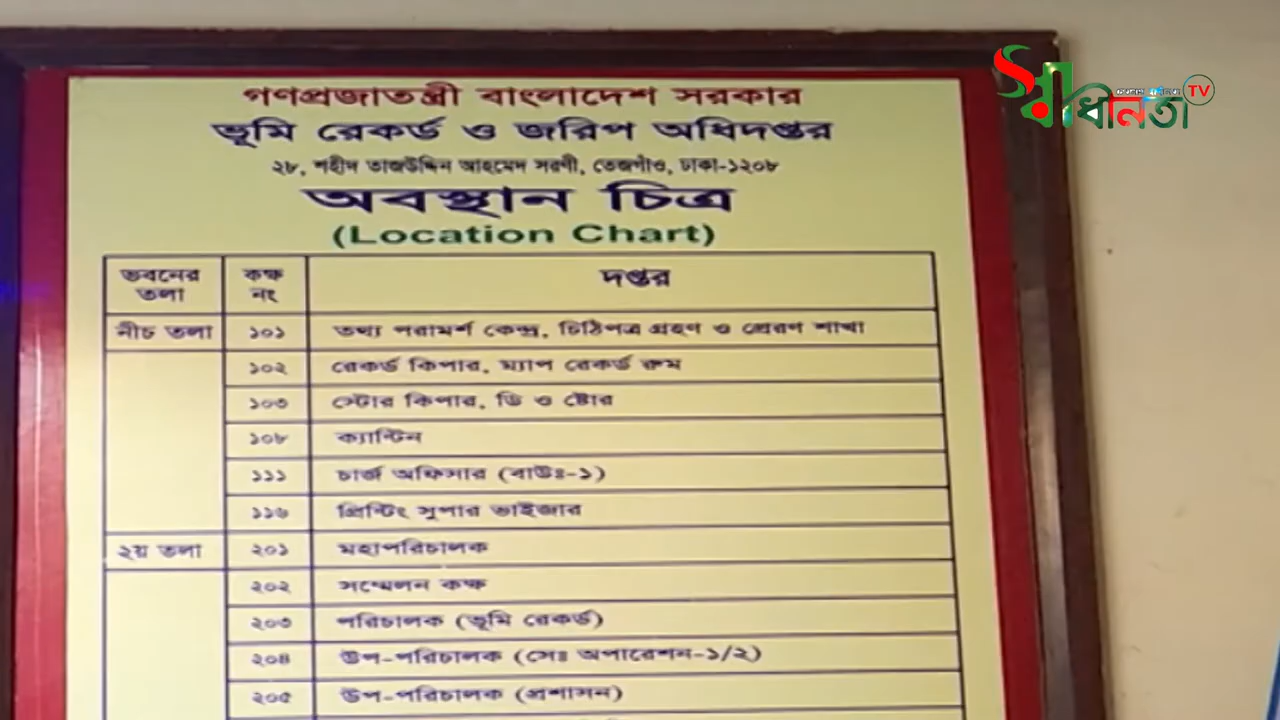 গণপ্রজাতন্ত্রী বাংলাদেশ সরকার
ভূমি রেকর্ড ও জরিপ অধিদপ্তর
২৮, শহীদ তাজউদ্দিন আহমেদ সরণী, তেজগাঁও, ঢাকা-১২০৮
অবস্থান চিত্র
(Location Chart)
ভবনের তলা কক্ষ নং দপ্তর
নীচ তলা ১০১ তথ্য পরামর্শ কেন্দ্র, চিঠিপত্র গ্রহণ ও প্রেরণ শাখা
১০২ রেকর্ড কিপার, ম্যাপ রেকর্ড রুম
১০৩ স্টোর কিপার, ডি ও ষ্টোর
১০৮ ক্যান্টিন
১১১ চার্জ অফিসার (বাউঃ-১)
১১৬ প্রিন্টিং সুপার ভাইজার
২য় তলা ২০১ মহাপরিচালক
২০২ সম্মেলন কক্ষ
২০৩ পরিচালক (ভূমি রেকর্ড)
২০৪ উপ-পরিচালক (সেঃ অপারেশন-১/২)
২০৫ উপ-পরিচালক (প্রশাসন)
স্বাধীনতা TV